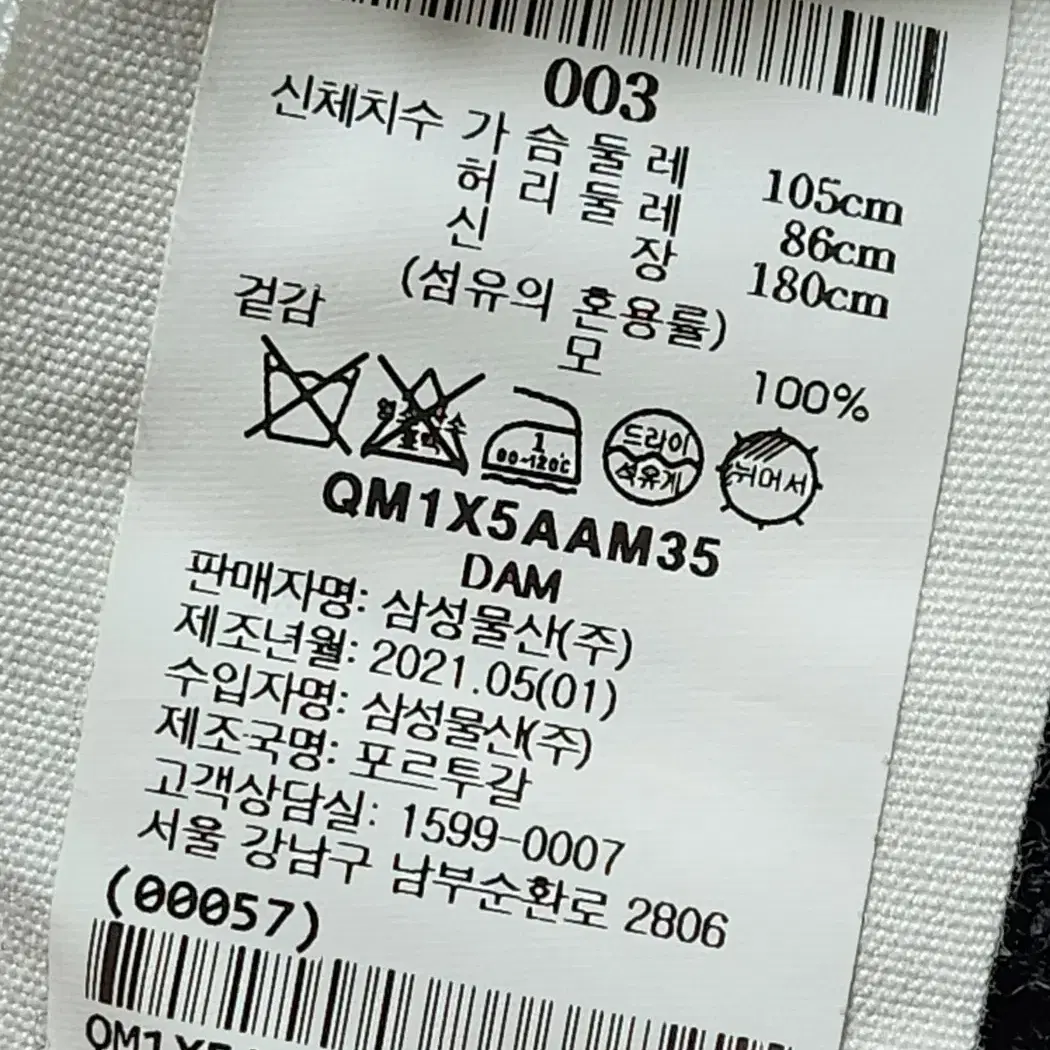 003
신체치수 가슴둘레 105cm
허리둘레 86cm
신장 180cm
(섬유의 혼용률)
겉감 모 100%
드라이
석유계
뉘어서
QM1X5AAM35
DAM
판매자명: 삼성물산(주)
제조년월: 2021.05(01)
수입자명: 삼성물산(주)
제조국명: 포르투갈
고객상담실: 1599-0007
서울 강남구 남부순환로 2806
(00057)